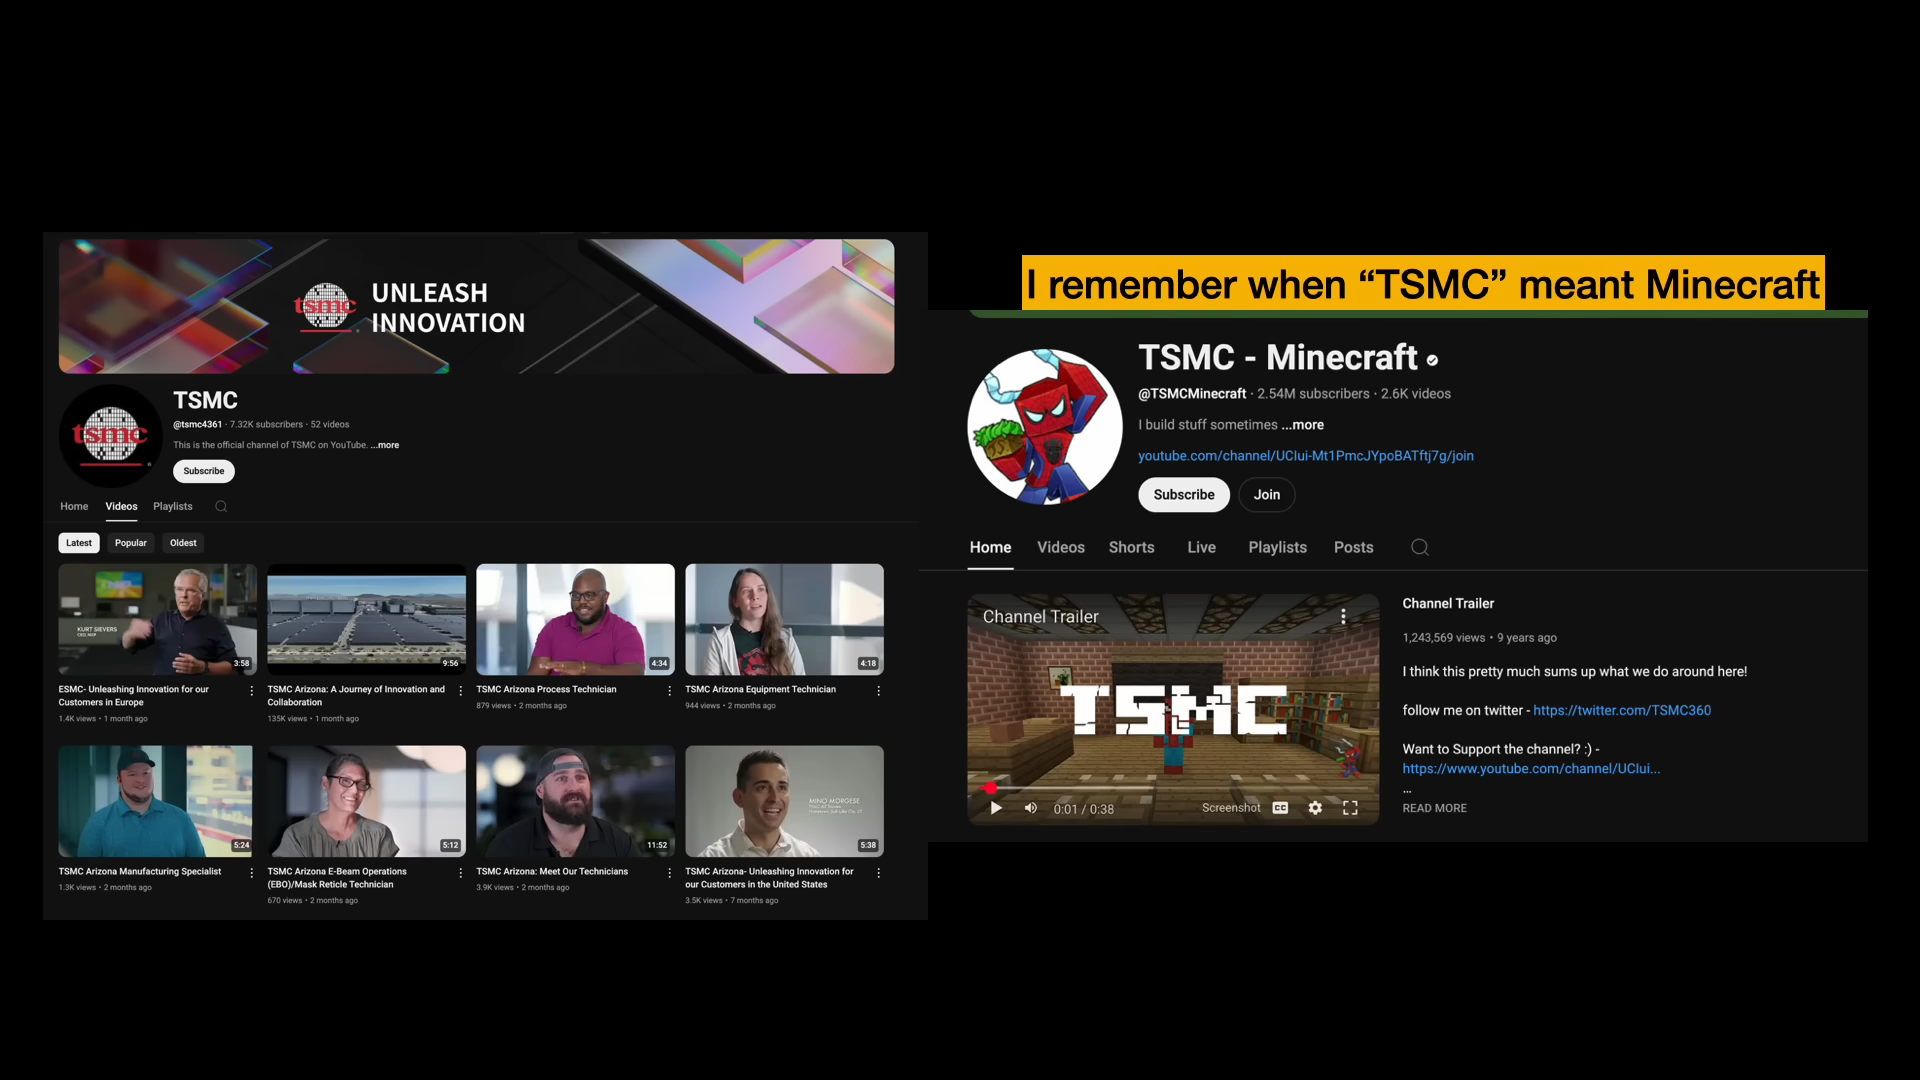 tsmc
UNLEASH
INNOVATION
tsmc
TSMC
@tsmc4361 · 7.32K subscribers · 52 videos
This is the official channel of TSMC on YouTube. ...more
Subscribe
Home Videos Playlists
Latest Popular Oldest
KURT SIEVERS
CEO, NXP
3:58
9:56
4:34
4:18
ESMC- Unleashing Innovation for our
Customers in Europe
1.4K views • 1 month ago
TSMC Arizona: A Journey of Innovation and
Collaboration
135K views • 1 month ago
TSMC Arizona Process Technician
879 views • 2 months ago
TSMC Arizona Equipment Technician
944 views • 2 months ago
5:24
5:12
11:52
MINO MORGESE
5:38
TSMC Arizona Manufacturing Specialist
1.3K views • 2 months ago
TSMC Arizona E-Beam Operations
(EBO)/Mask Reticle Technician
670 views • 2 months ago
TSMC Arizona: Meet Our Technicians
3.9K views • 2 months ago
TSMC Arizona- Unleashing Innovation for
our Customers in the United States
3.5K views • 7 months ago
I remember when “TSMC” meant Minecraft
TSMC - Minecraft
@TSMCMinecraft · 2.54M subscribers · 2.6K videos
I build stuff sometimes ...more
youtube.com/channel/UCIui-Mt1PmcJYpoBATftj7g/join
Subscribe Join
Home Videos Shorts Live Playlists Posts
Channel Trailer
TSMC
0:01 / 0:38 Screenshot CC
Channel Trailer
1,243,569 views • 9 years ago
I think this pretty much sums up what we do around here!
follow me on twitter - https://twitter.com/TSMC360
Want to Support the channel? :) -
https://www.youtube.com/channel/UCIui...
...
READ MORE